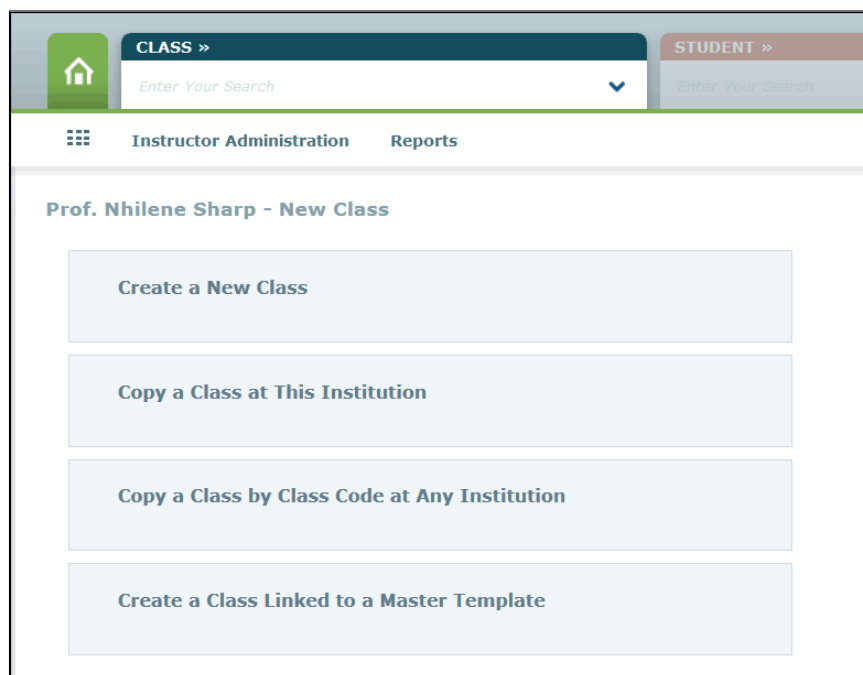 CLASS »
STUDENT »
Enter Your Search
Enter Your Search
Instructor Administration
Reports
Prof. Nhilene Sharp - New Class
Create a New Class
Copy a Class at This Institution
Copy a Class by Class Code at Any Institution
Create a Class Linked to a Master Template